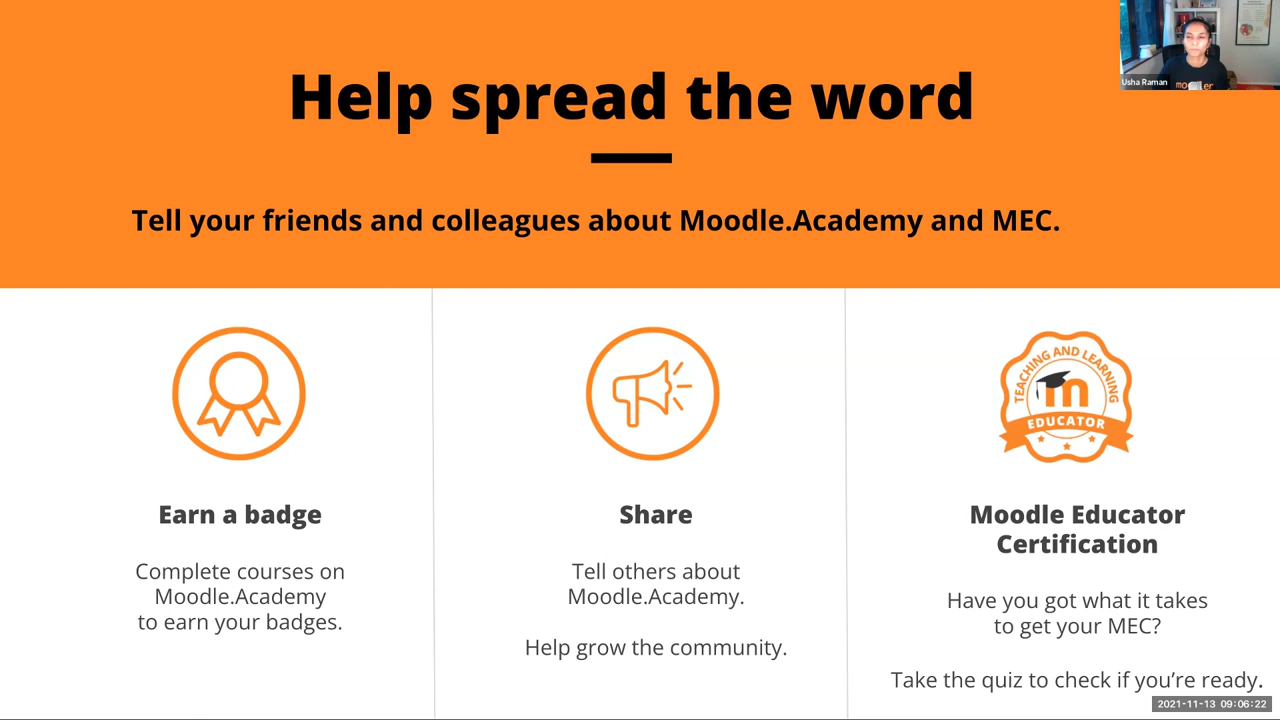 Help spread the word
Usha Raman
Tell your friends and colleagues about Moodle.Academy and MEC.
TEACHING AND LEARNING
m
EDUCATOR
Earn a badge
Complete courses on
Moodle.Academy
to earn your badges.
Share
Tell others about
Moodle.Academy.
Help grow the community.
Moodle Educator
Certification
Have you got what it takes
to get your MEC?
Take the quiz to check if you’re ready.
2021-11-13 09:06:22